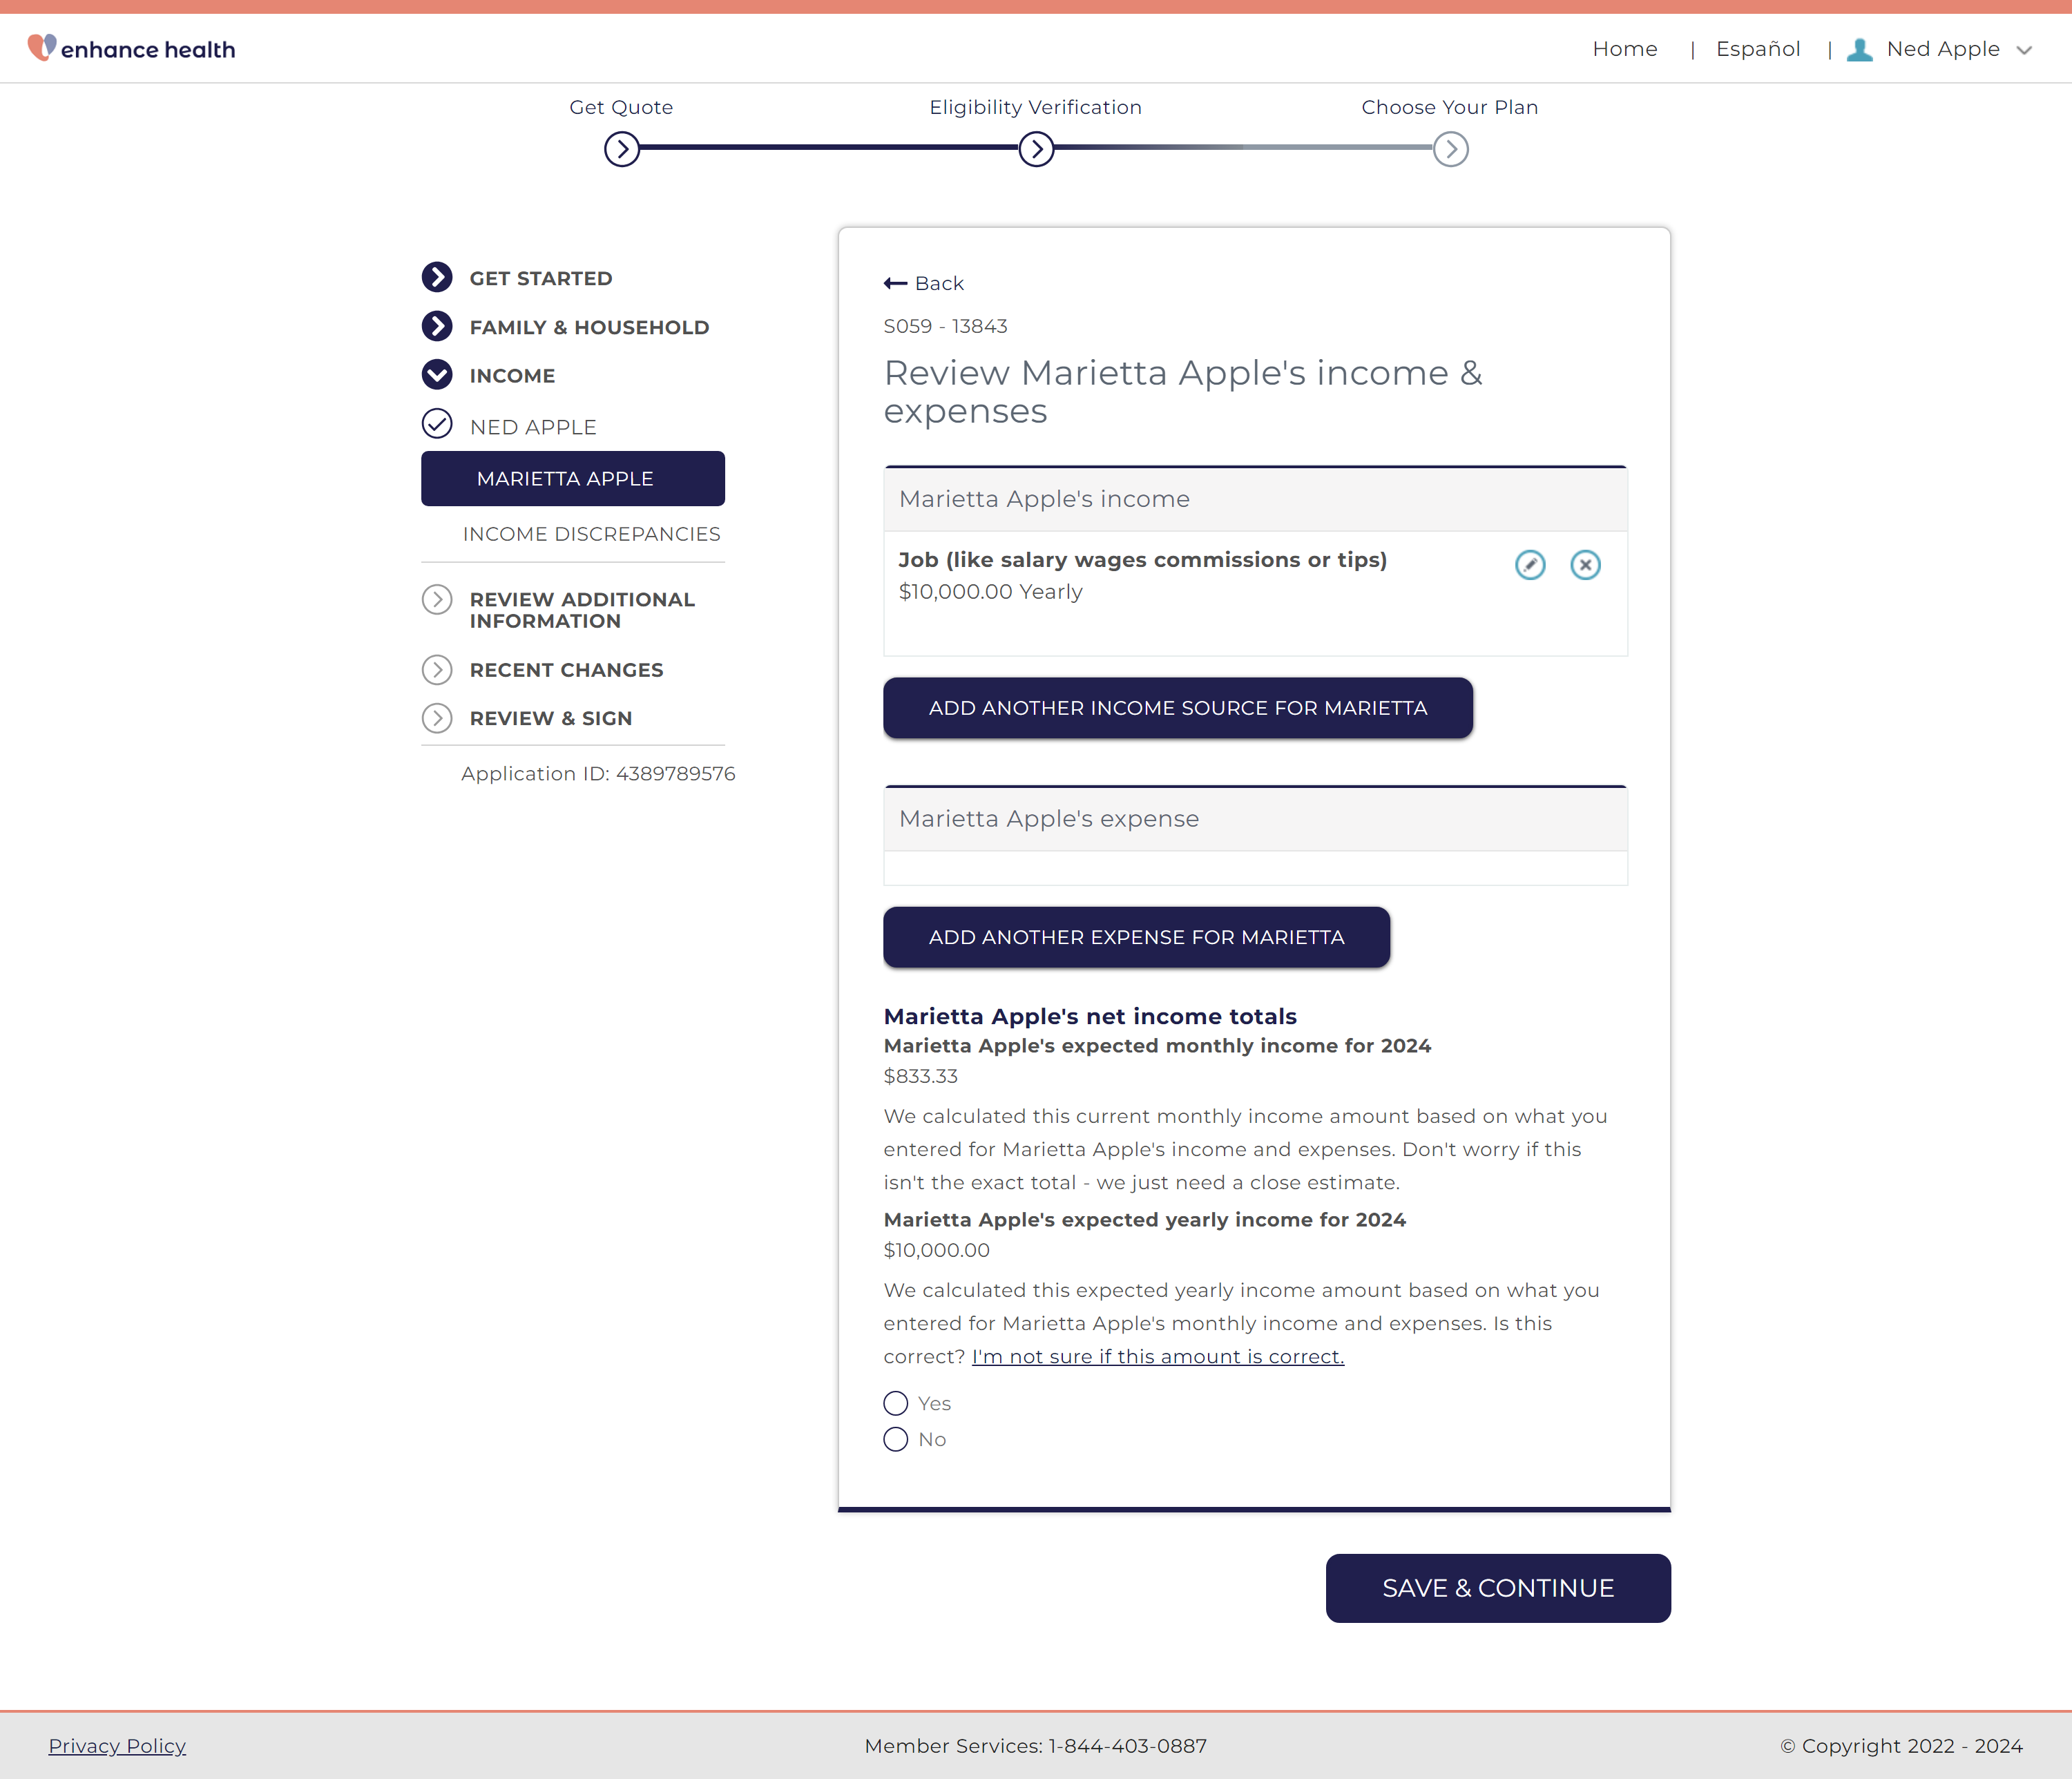 enhance health
Home | Español | Ned Apple
Get Quote
Eligibility Verification
Choose Your Plan
GET STARTED
FAMILY & HOUSEHOLD
INCOME
NED APPLE
MARIETTA APPLE
INCOME DISCREPANCIES
REVIEW ADDITIONAL
INFORMATION
RECENT CHANGES
REVIEW & SIGN
Application ID: 4389789576
Back
S059 - 13843
Review Marietta Apple's income &
expenses
Marietta Apple's income
Job (like salary wages commissions or tips)
$10,000.00 Yearly
ADD ANOTHER INCOME SOURCE FOR MARIETTA
Marietta Apple's expense
ADD ANOTHER EXPENSE FOR MARIETTA
Marietta Apple's net income totals
Marietta Apple's expected monthly income for 2024
$833.33
We calculated this current monthly income amount based on what you
entered for Marietta Apple's income and expenses. Don't worry if this
isn't the exact total - we just need a close estimate.
Marietta Apple's expected yearly income for 2024
$10,000.00
We calculated this expected yearly income amount based on what you
entered for Marietta Apple's monthly income and expenses. Is this
correct? I'm not sure if this amount is correct.
Yes
No
SAVE & CONTINUE
Privacy Policy
Member Services: 1-844-403-0887
© Copyright 2022 - 2024